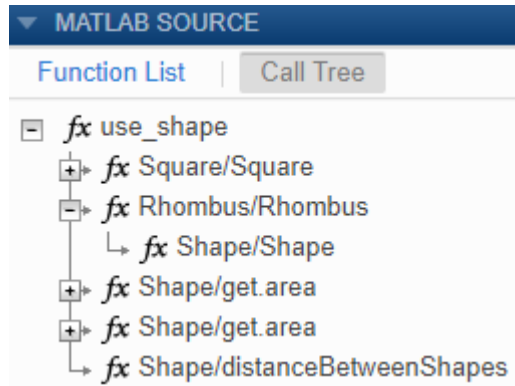 MATLAB SOURCE
Function List | Call Tree
fx use_shape
fx Square/Square
fx Rhombus/Rhombus
fx Shape/Shape
fx Shape/get.area
fx Shape/get.area
fx Shape/distanceBetweenShapes